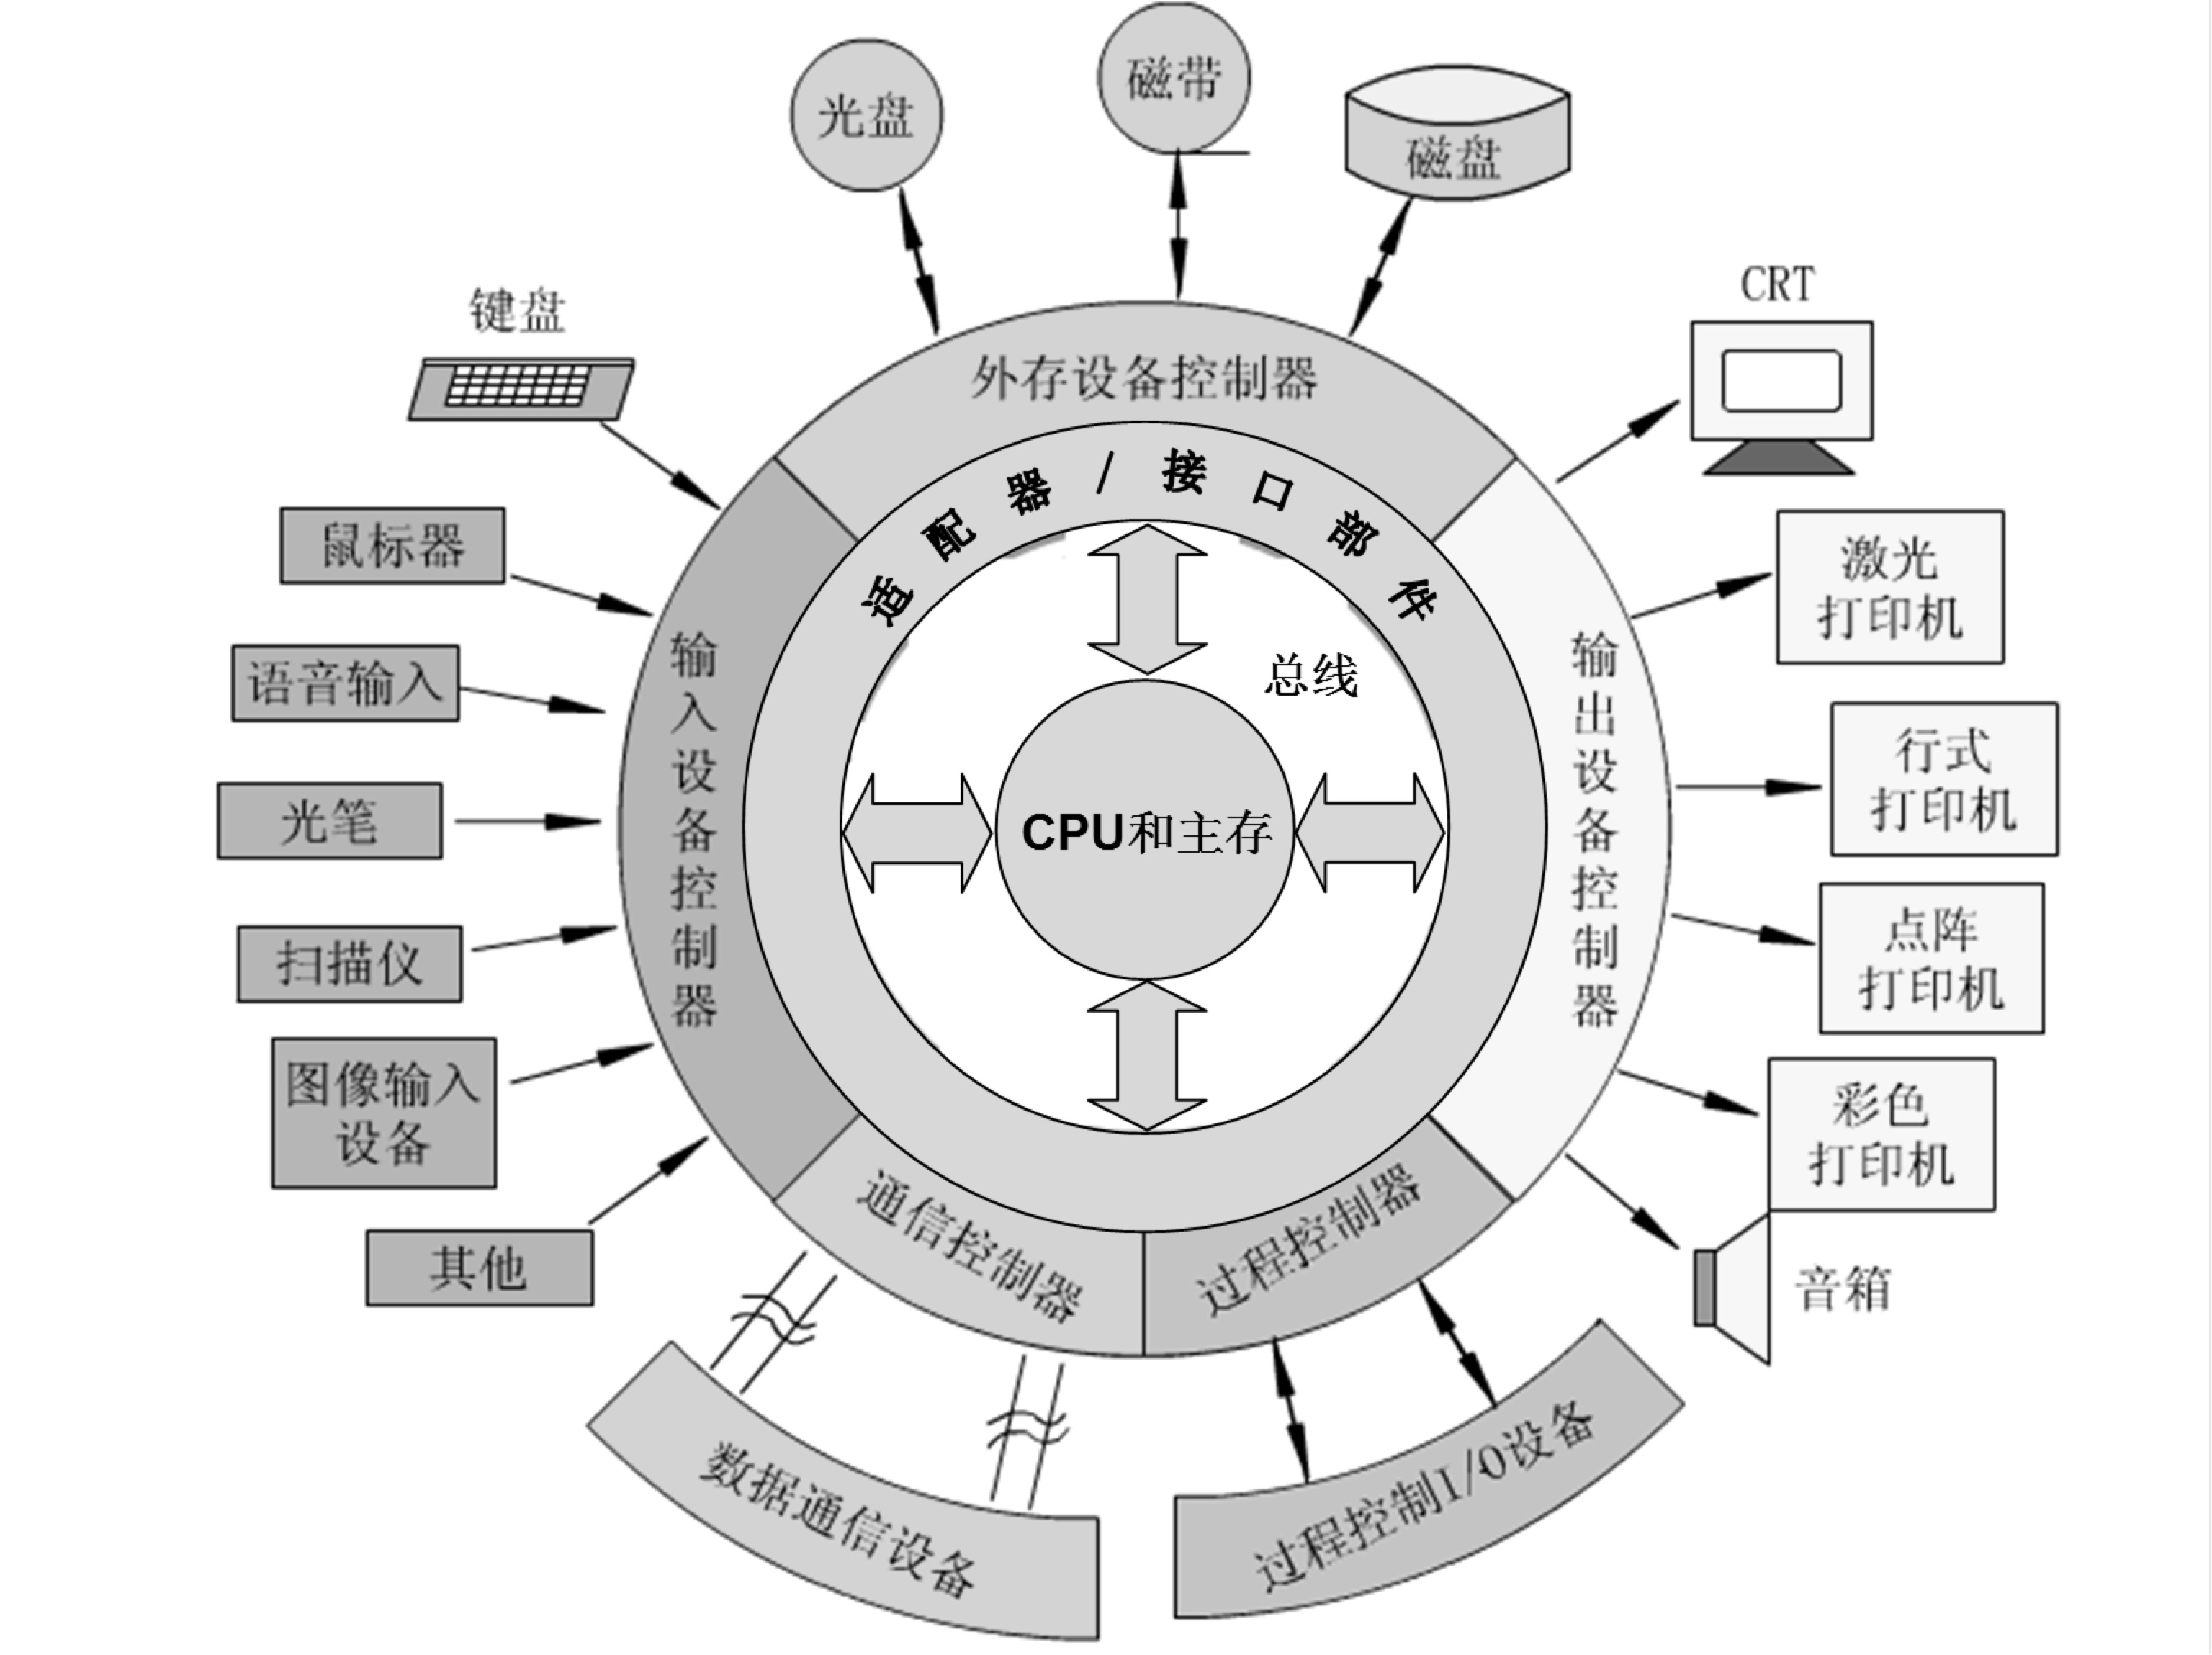 光盘
磁带
磁盘
键盘
CRT
外存设备控制器
适配器/接口部件
鼠标器
激光
打印机
语音输入
输入设备控制器
总线
输出设备控制器
行式
打印机
光笔
CPU和主存
扫描仪
点阵
打印机
图像输入
设备
彩色
打印机
其他
通信控制器
过程控制器
音箱
数据通信设备
过程控制I/O设备